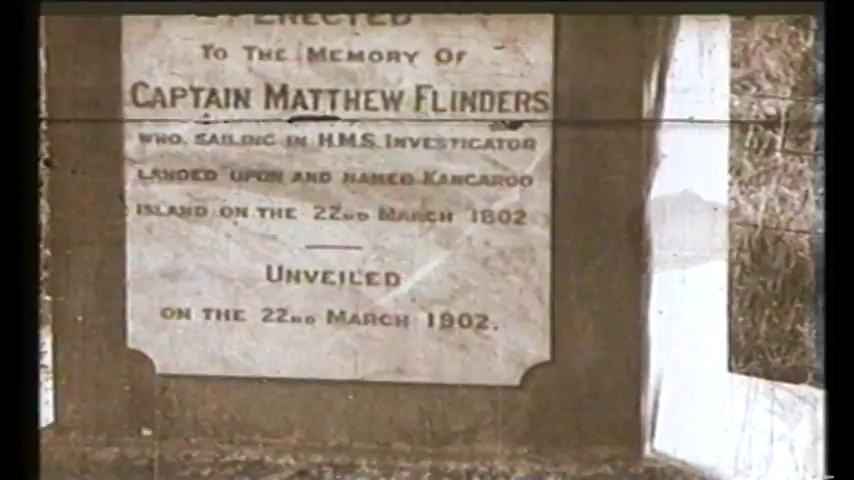 ERECTED
TO THE MEMORY OF
CAPTAIN MATTHEW FLINDERS
WHO, SAILING IN H.M.S. INVESTIGATOR
LANDED UPON AND NAMED KANGAROO
ISLAND ON THE 22ND MARCH 1802
UNVEILED
ON THE 22ND MARCH 1902.